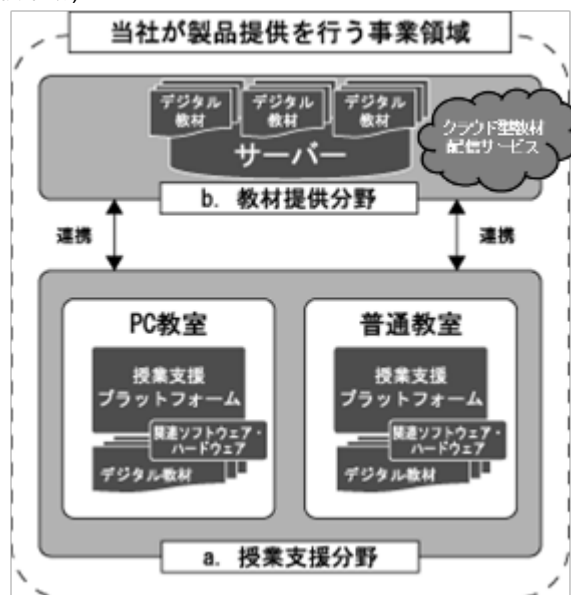 当社が製品提供を行う事業領域
デジタル
教材
デジタル
教材
デジタル
教材
サーバー
クラウド型教材
配信サービス
b. 教材提供分野
連携
連携
PC教室
授業支援
プラットフォーム
関連ソフトウェア・
ハードウェア
デジタル教材
普通教室
授業支援
プラットフォーム
関連ソフトウェア・
ハードウェア
デジタル教材
a. 授業支援分野